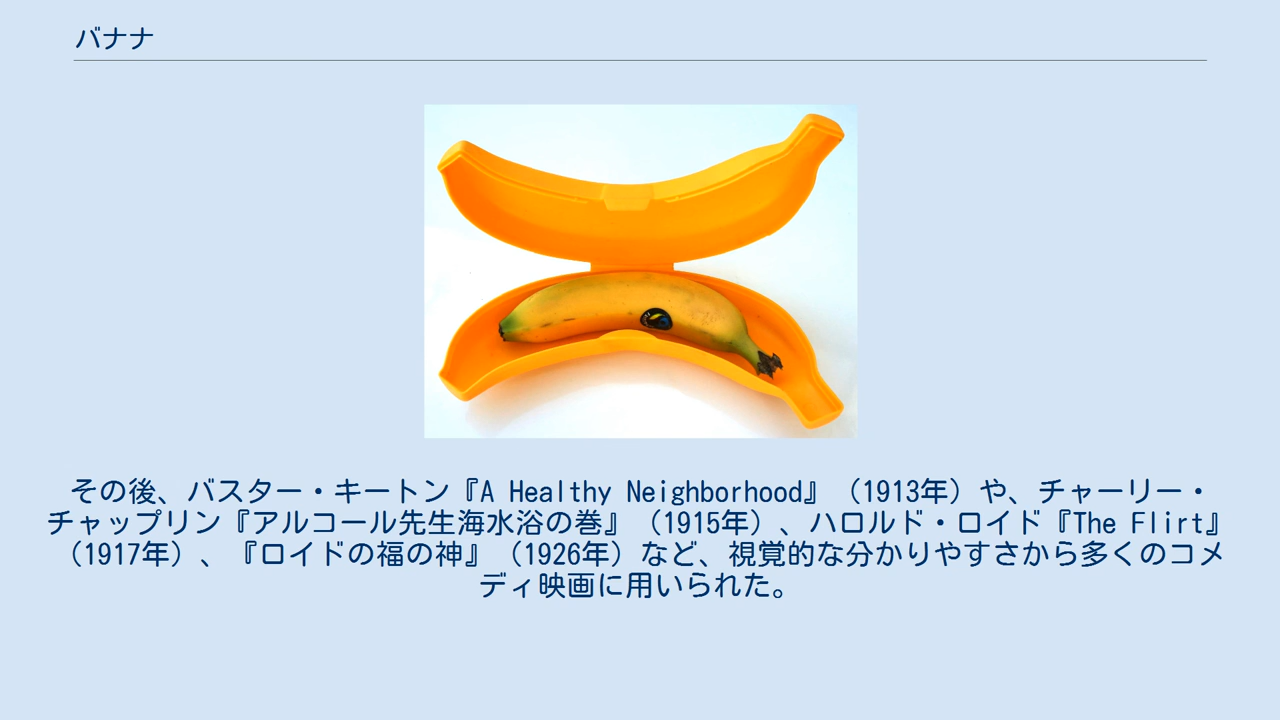 バナナ
その後、バスター・キートン『A Healthy Neighborhood』（1913年）や、チャーリー・
チャップリン『アルコール先生海水浴の巻』（1915年）、ハロルド・ロイド『The Flirt』
（1917年）、『ロイドの福の神』（1926年）など、視覚的な分かりやすさから多くのコメ
ディ映画に用いられた。